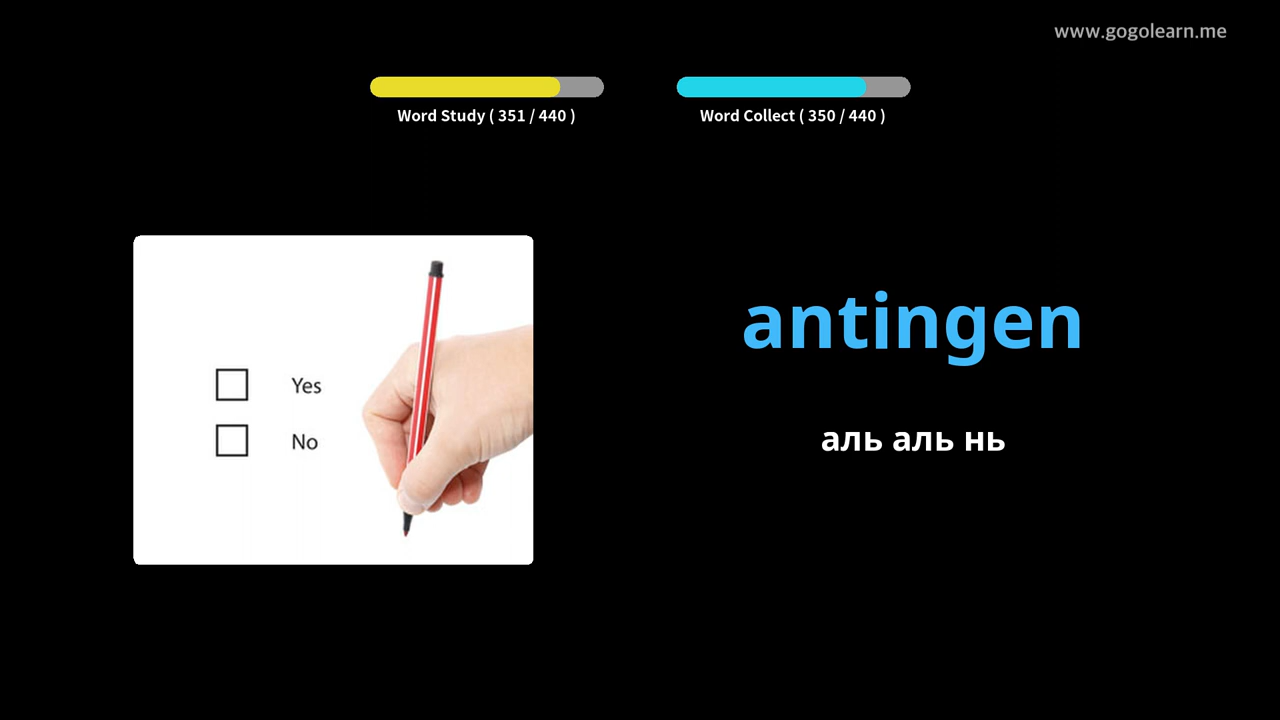 www.gogolearn.me
Word Study ( 351 / 440 )
Word Collect ( 350 / 440 )
Yes
No
antingen
аль аль нь